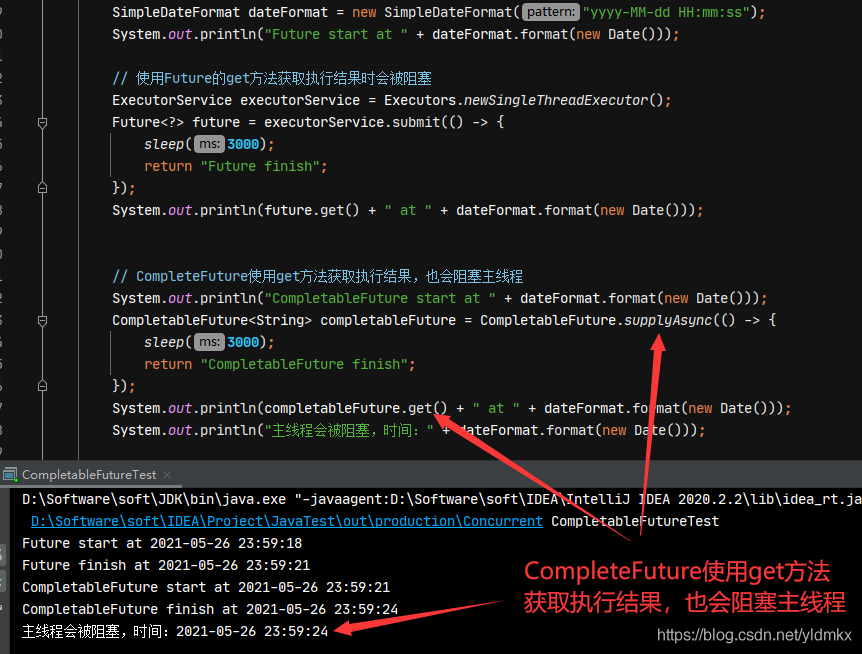 SimpleDateFormat dateFormat = new SimpleDateFormat( pattern: "yyyy-MM-dd HH:mm:ss");
System.out.println("Future start at " + dateFormat.format(new Date()));
// 使用Future的get方法获取执行结果时会被阻塞
ExecutorService executorService = Executors.newSingleThreadExecutor();
Future<?> future = executorService.submit(() -> {
sleep( ms: 3000);
return "Future finish";
});
System.out.println(future.get() + " at " + dateFormat.format(new Date()));
// CompleteFuture使用get方法获取执行结果，也会阻塞主线程
System.out.println("CompletableFuture start at " + dateFormat.format(new Date()));
CompletableFuture<String> completableFuture = CompletableFuture.supplyAsync(() -> {
sleep( ms: 3000);
return "CompletableFuture finish";
});
System.out.println(completableFuture.get() + " at " + dateFormat.format(new Date()));
System.out.println("主线程会被阻塞，时间：" + dateFormat.format(new Date()));
CompletableFutureTest ×
D:\Software\soft\JDK\bin\java.exe "-javaagent:D:\Software\soft\IDEA\IntelliJ IDEA 2020.2.2\lib\idea_rt.ja
D:\Software\soft\IDEA\Project\JavaTest\out\production\Concurrent CompletableFutureTest
Future start at 2021-05-26 23:59:18
Future finish at 2021-05-26 23:59:21
CompletableFuture start at 2021-05-26 23:59:21
CompletableFuture finish at 2021-05-26 23:59:24
主线程会被阻塞，时间：2021-05-26 23:59:24
CompleteFuture使用get方法
获取执行结果，也会阻塞主线程
https://blog.csdn.net/yldmkx